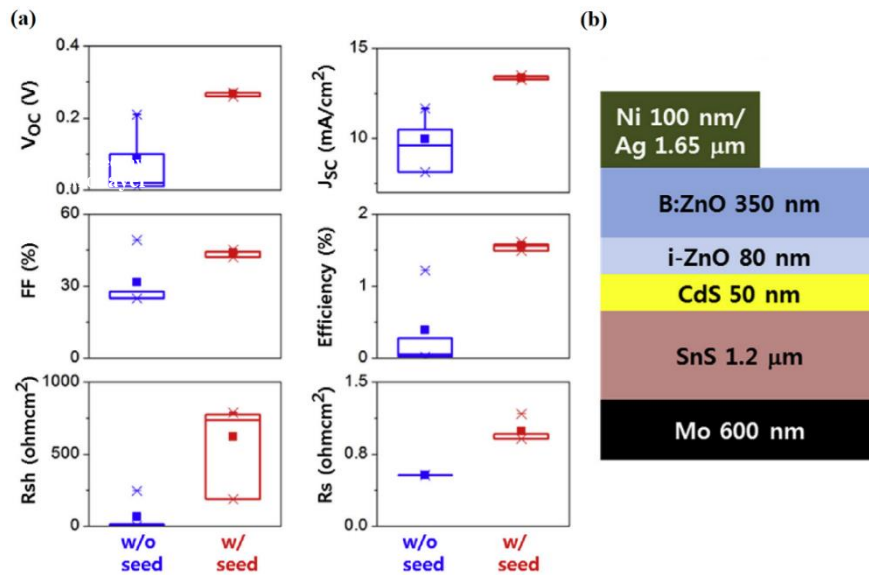 (a)
(b)
0.4
0.2
0.0
V_OC (V)
15
10
5
J_SC (mA/cm²)
60
30
0
FF (%)
2
1
0
Efficiency (%)
1000
500
0
Rsh (ohmcm²)
1.5
0.8
0.0
Rs (ohmcm²)
w/o
seed
w/
seed
w/o
seed
w/
seed
Ni 100 nm/
Ag 1.65 μm
B:ZnO 350 nm
i-ZnO 80 nm
CdS 50 nm
SnS 1.2 μm
Mo 600 nm